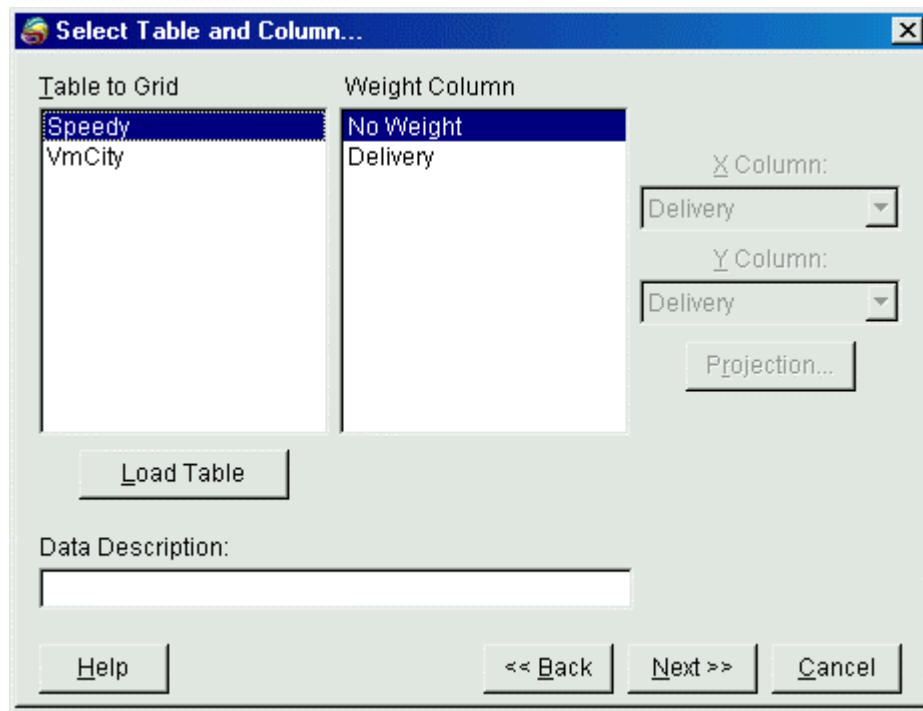 Select Table and Column...
Table to Grid
Weight Column
Speedy
VmCity
No Weight
Delivery
X Column:
Delivery
Y Column:
Delivery
Projection...
Load Table
Data Description:
Help
<< Back
Next >>
Cancel